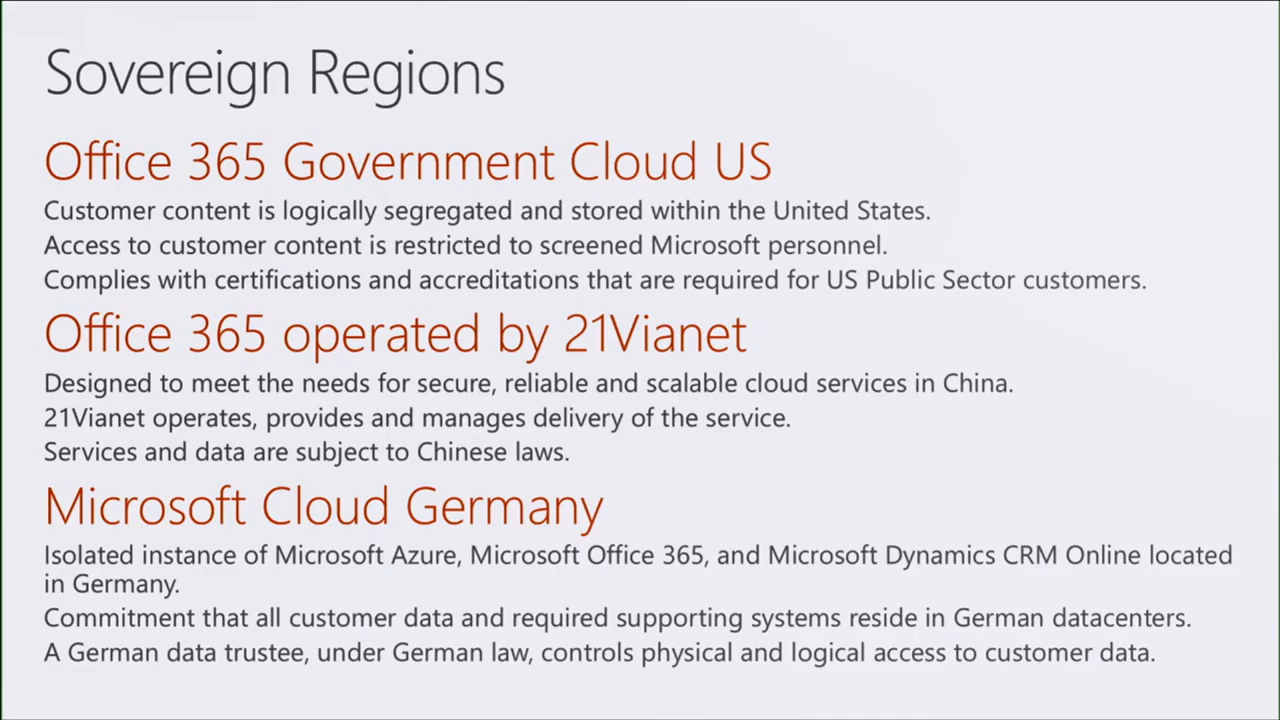 Sovereign Regions
Office 365 Government Cloud US
Customer content is logically segregated and stored within the United States.
Access to customer content is restricted to screened Microsoft personnel.
Complies with certifications and accreditations that are required for US Public Sector customers.
Office 365 operated by 21Vianet
Designed to meet the needs for secure, reliable and scalable cloud services in China.
21Vianet operates, provides and manages delivery of the service.
Services and data are subject to Chinese laws.
Microsoft Cloud Germany
Isolated instance of Microsoft Azure, Microsoft Office 365, and Microsoft Dynamics CRM Online located
in Germany.
Commitment that all customer data and required supporting systems reside in German datacenters.
A German data trustee, under German law, controls physical and logical access to customer data.